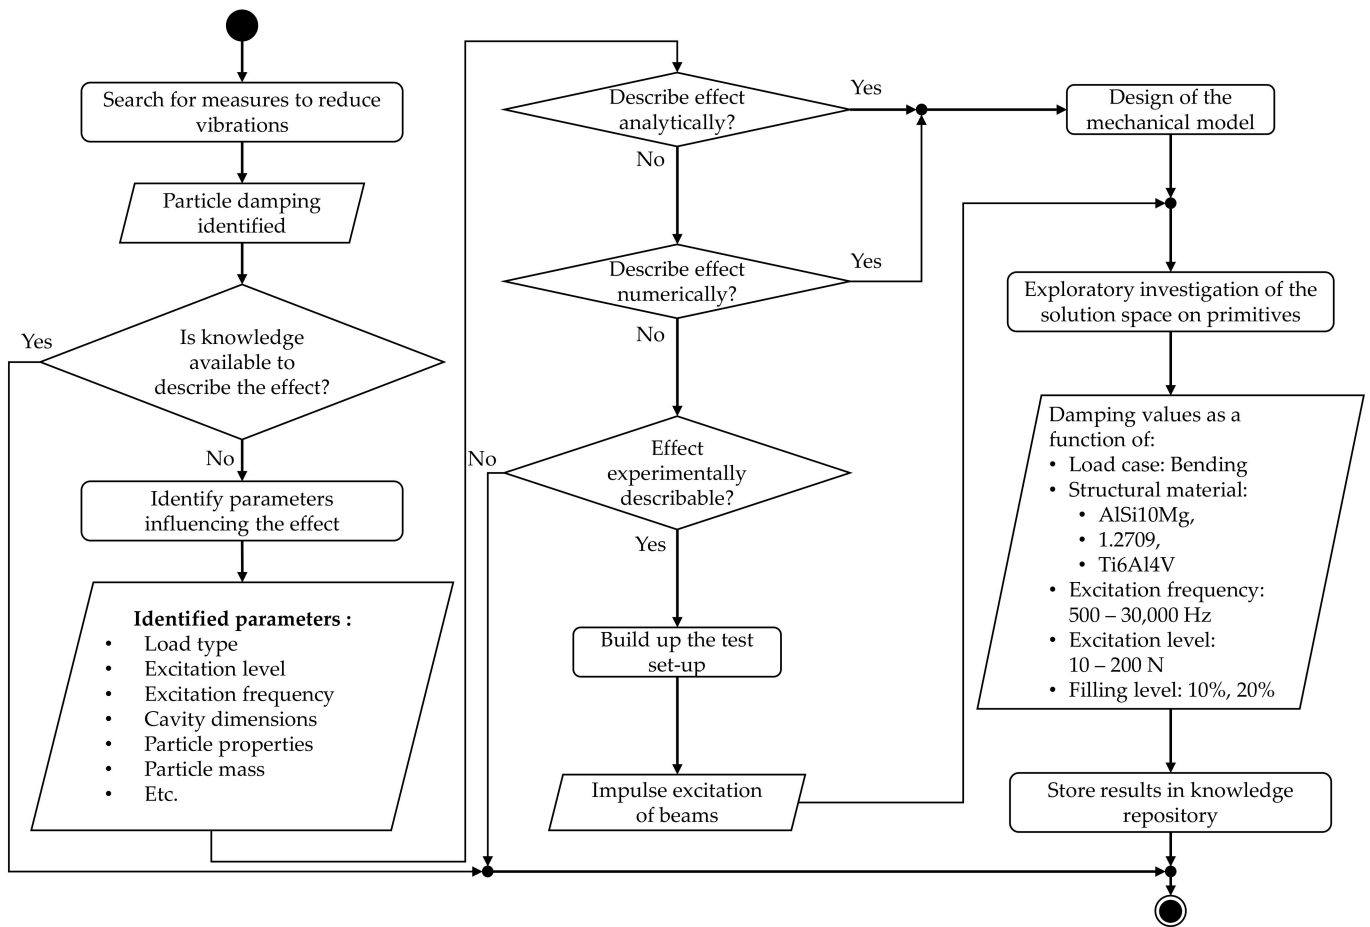 Search for measures to reduce
vibrations
Particle damping
identified
Is knowledge
available to
describe the effect?
Yes
No
Identify parameters
influencing the effect
Identified parameters :
• Load type
• Excitation level
• Excitation frequency
• Cavity dimensions
• Particle properties
• Particle mass
• Etc.
Describe effect
analytically?
Yes
No
Describe effect
numerically?
Yes
No
Effect
experimentally
describable?
No
Yes
Build up the test
set-up
Impulse excitation
of beams
Design of the
mechanical model
Exploratory investigation of the
solution space on primitives
Damping values as a
function of:
• Load case: Bending
• Structural material:
• AlSi10Mg,
• 1.2709,
• Ti6Al4V
• Excitation frequency:
500 – 30,000 Hz
• Excitation level:
10 – 200 N
• Filling level: 10%, 20%
Store results in knowledge
repository